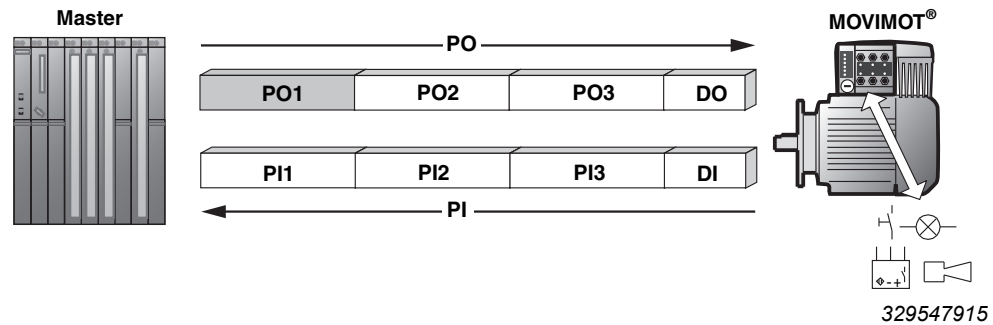 Master
MOVIMOT®
PO
PO1 PO2 PO3 DO
PI1 PI2 PI3 DI
PI
329547915